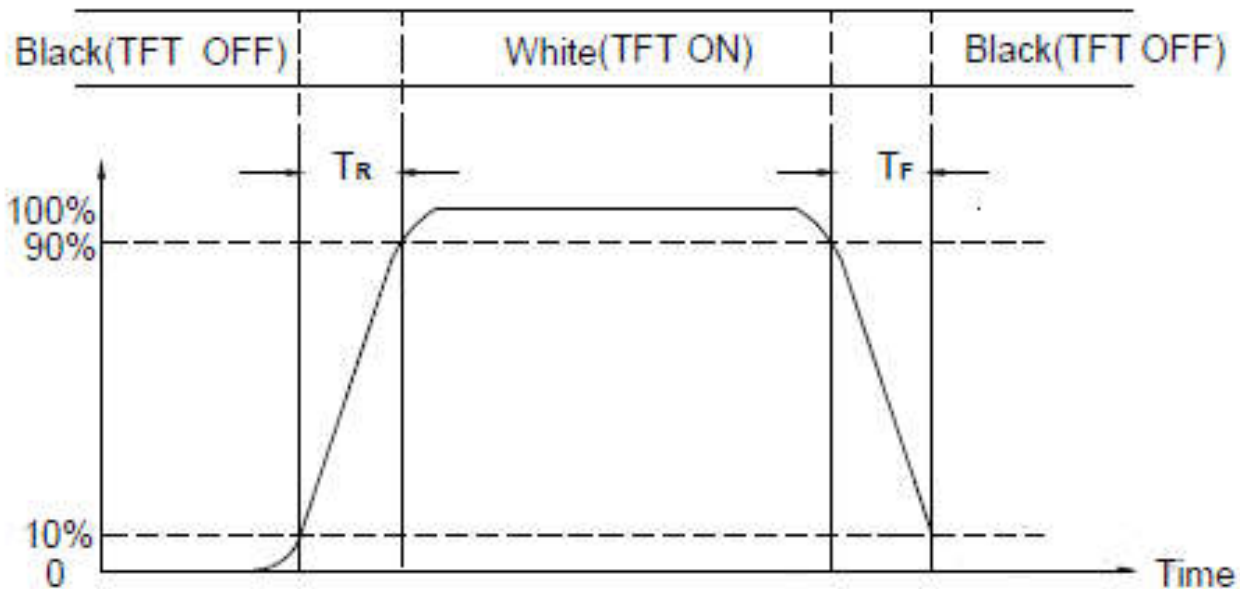 Black(TFT OFF) White(TFT ON) Black(TFT OFF)
TR TF
100%
90%
10%
0
Time